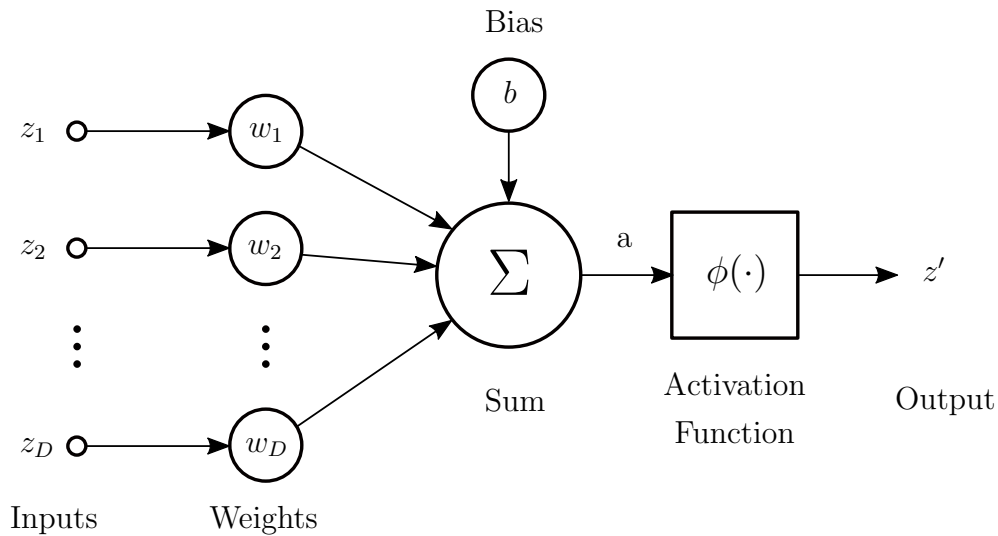 Bias
b
z₁
w₁
z₂
w₂
a
∑
ϕ(·)
z′
Activation
Function
Sum
Output
z_D
w_D
Inputs
Weights